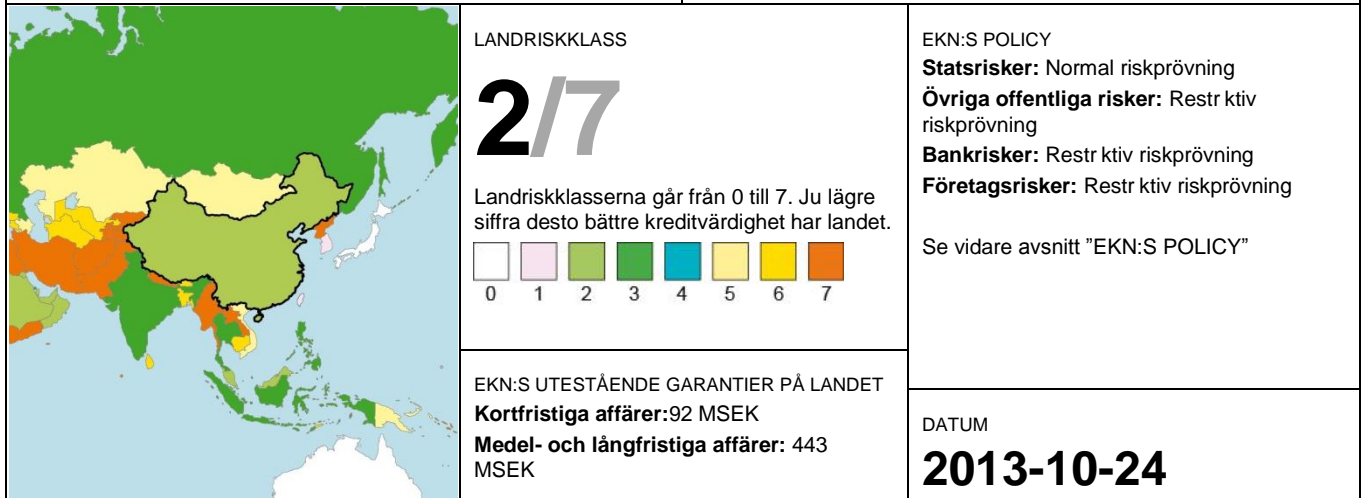 LANDRISKKLASS
2/7
Landriskklasserna går från 0 till 7. Ju lägre
siffra desto bättre kreditvärdighet har landet.
0 1 2 3 4 5 6 7
EKN:S UTESTÅENDE GARANTIER PÅ LANDET
Kortfristiga affärer:92 MSEK
Medel- och långfristiga affärer: 443
MSEK
EKN:S POLICY
Statsrisker: Normal riskprövning
Övriga offentliga risker: Restr ktiv
riskprövning
Bankrisker: Restr ktiv riskprövning
Företagsrisker: Restr ktiv riskprövning
Se vidare avsnitt ”EKN:S POLICY”
DATUM
2013-10-24